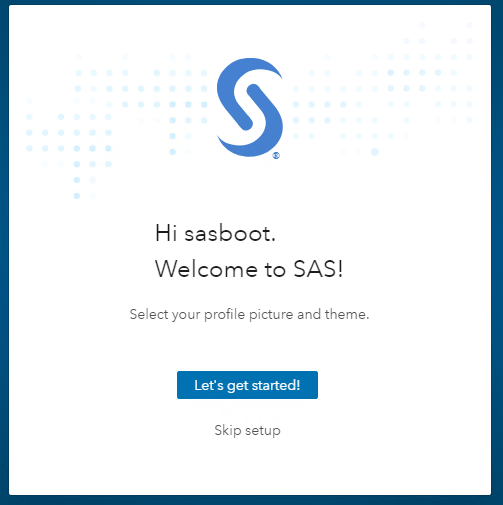 Hi sasboot.
Welcome to SAS!
Select your profile picture and theme.
Let's get started!
Skip setup